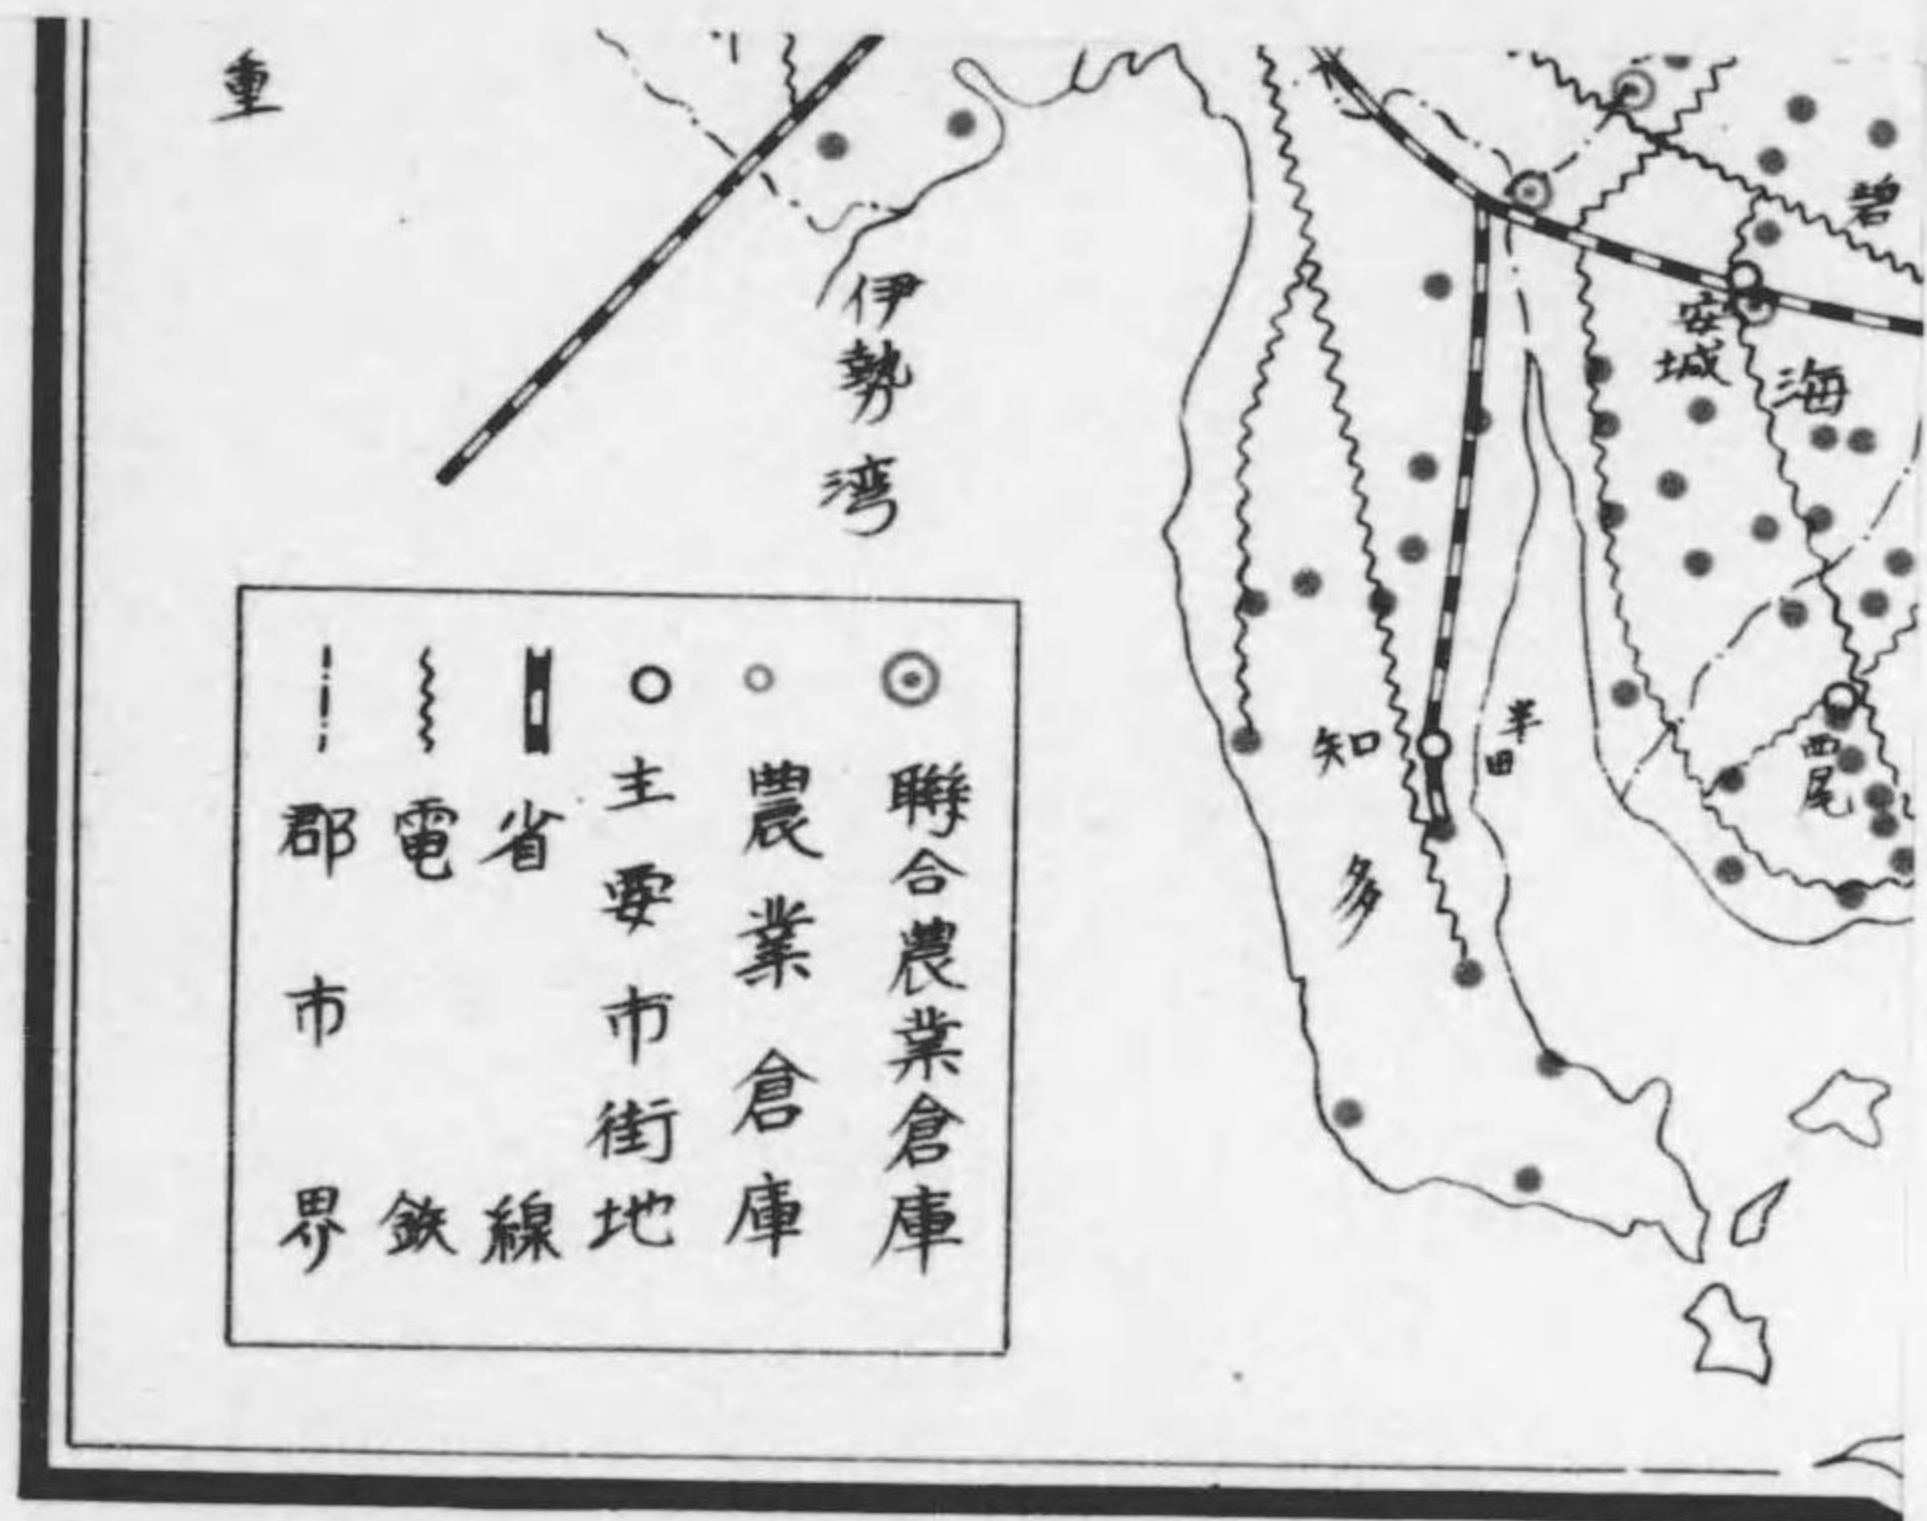 重
伊勢湾
碧海
安城
知多
半田
西尾
聯合農業倉庫
農業倉庫
主要市街地
省線
電鉄
郡市界